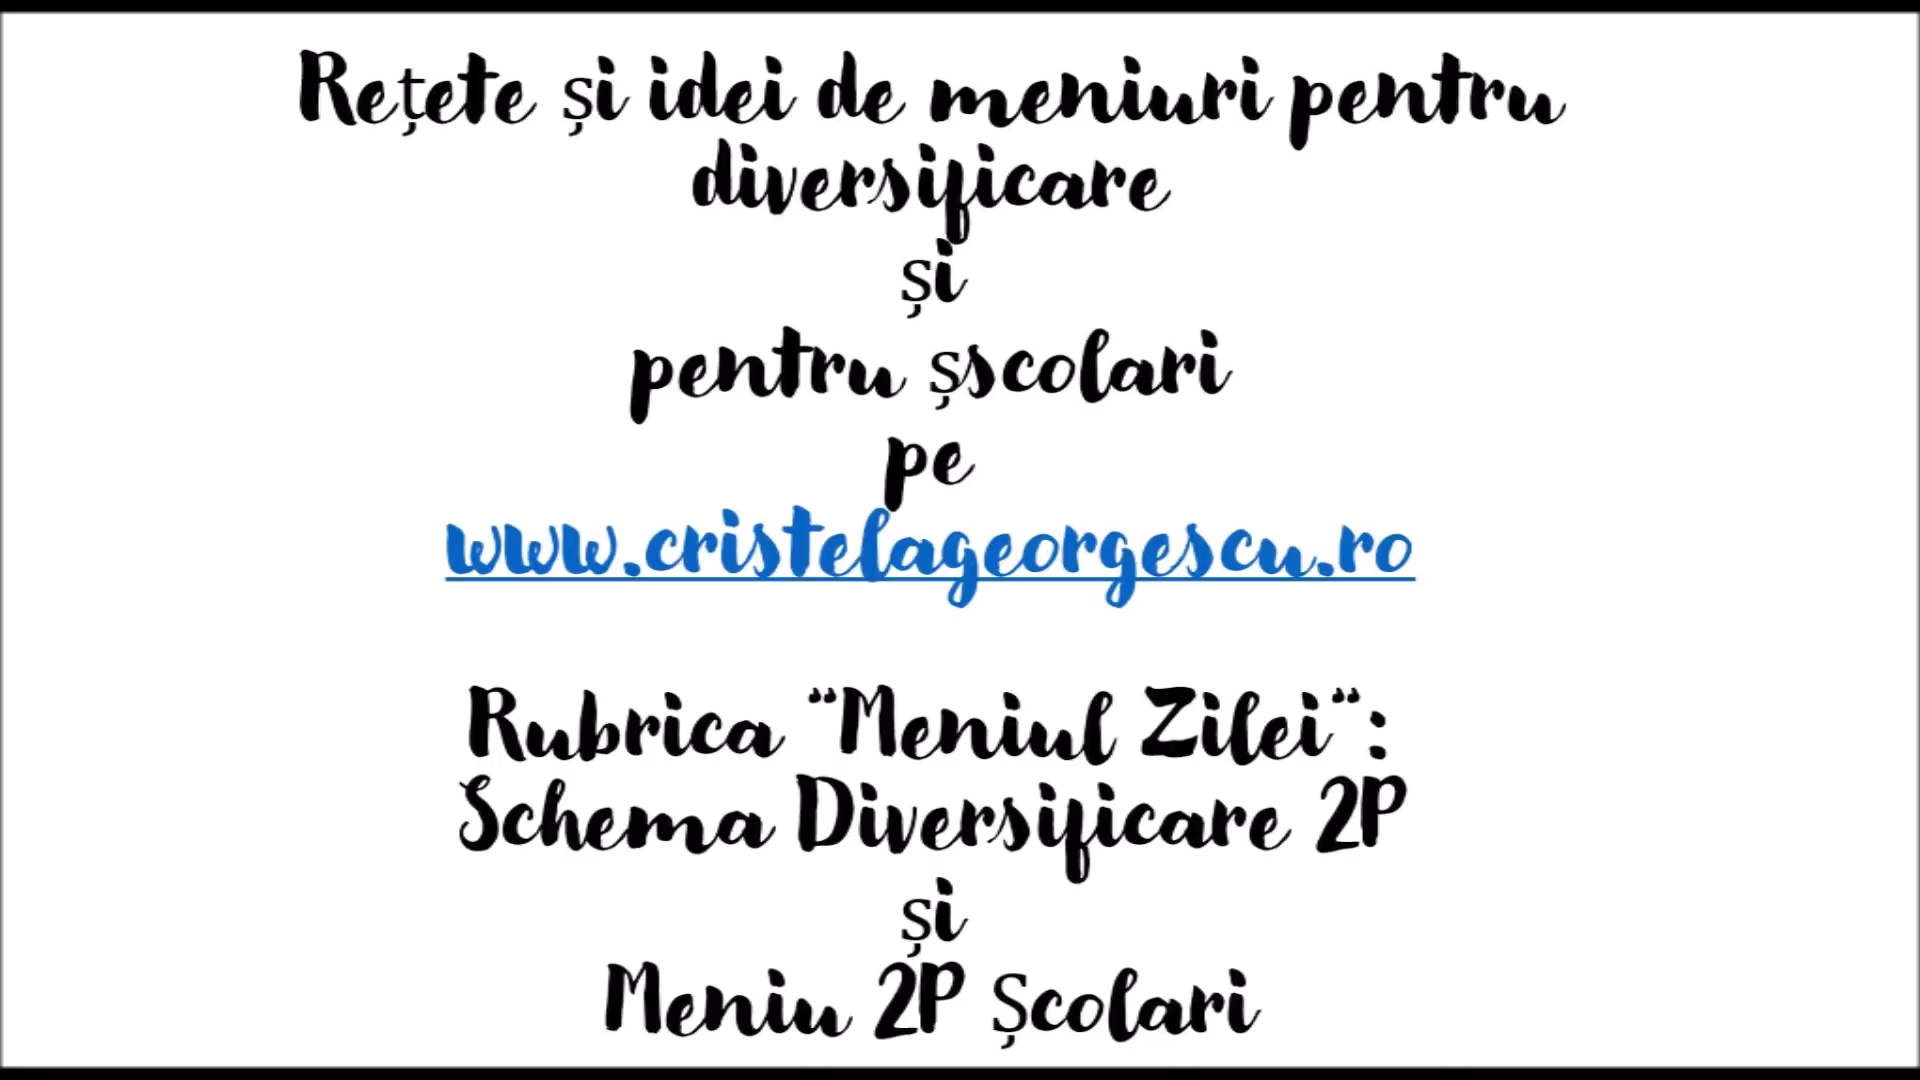 Rețete și idei de meniuri pentru
diversificare
și
pentru șscolari
pe
www.cristelageorgescu.ro
Rubrica “Meniul Zilei“:
Schema Diversificare 2P
și
Meniu 2P Școlari